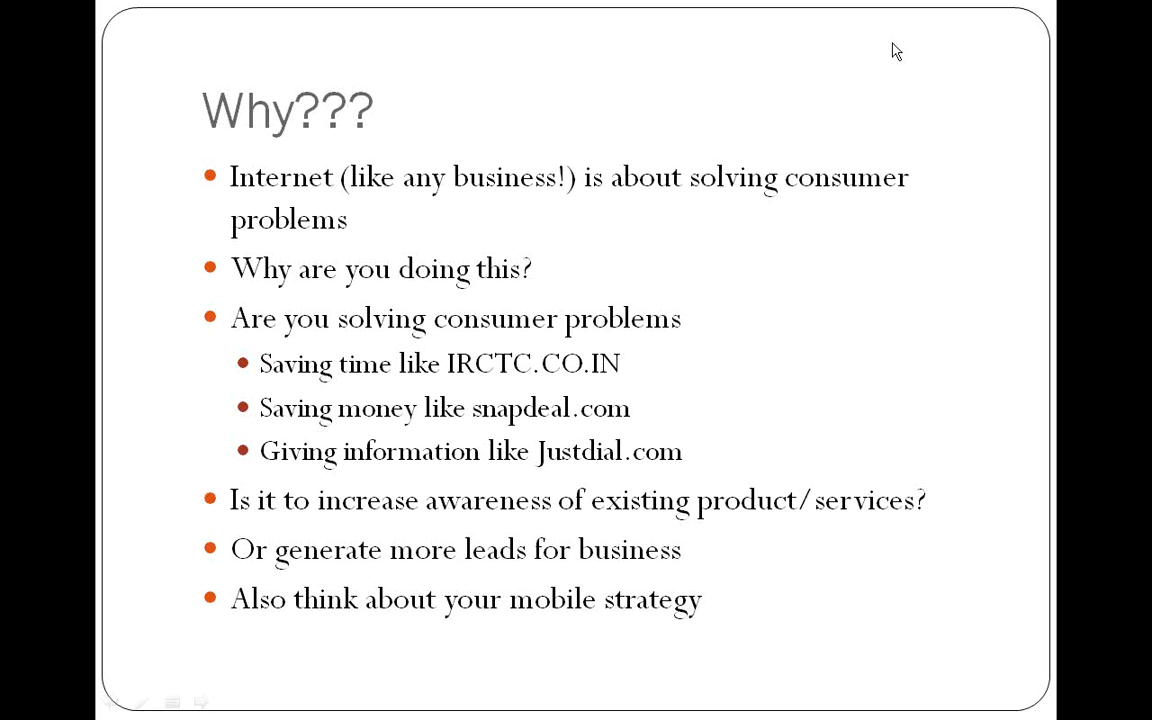 Why???
Internet (like any business!) is about solving consumer
problems
Why are you doing this?
Are you solving consumer problems
Saving time like IRCTC.CO.IN
Saving money like snapdeal.com
Giving information like Justdial.com
Is it to increase awareness of existing product/services?
Or generate more leads for business
Also think about your mobile strategy